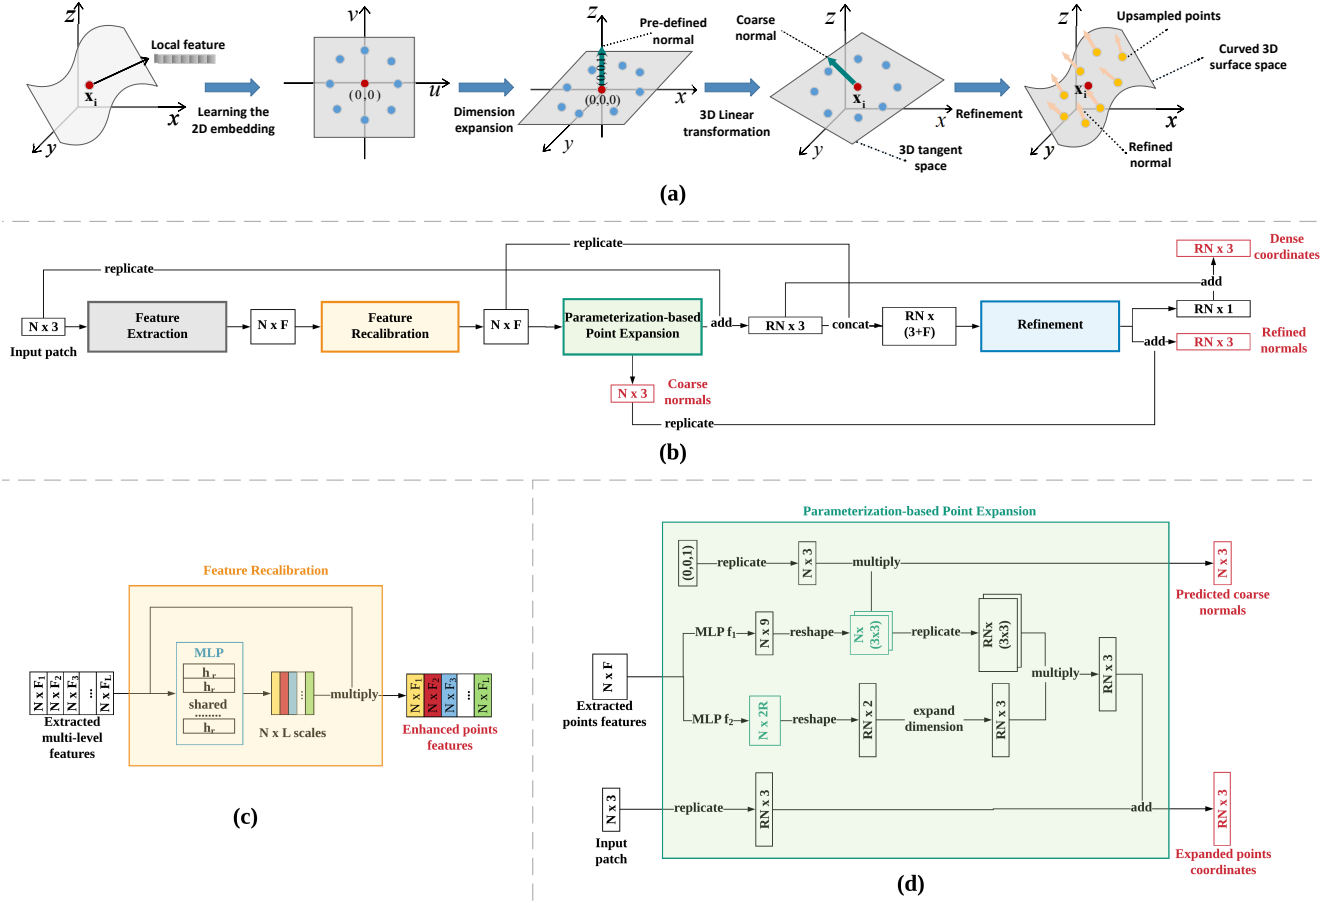 z
Local feature
x_i
x
y
Learning the
2D embedding
v
(0,0)
u
Dimension
expansion
z
Pre-defined
normal
(0,0,0)
x
y
3D Linear
transformation
Coarse
normal
z
x_i
x
y
3D tangent
space
Refinement
z
Upsampled points
Curved 3D
surface space
x_i
x
y
Refined
normal
(a)
replicate
replicate
Dense
coordinates
RN x 3
add
N x 3
Input patch
Feature
Extraction
N x F
Feature
Recalibration
N x F
Parameterization-based
Point Expansion
add
RN x 3
concat
RN x
(3+F)
Refinement
RN x 1
add
RN x 3
Refined
normals
N x 3
Coarse
normals
replicate
(b)
Feature Recalibration
MLP
h_r
h_r
shared
........
h_r
N x F_1
N x F_2
N x F_3
...
N x F_L
Extracted
multi-level
features
...
N x L scales
multiply
N x F_1
N x F_2
N x F_3
...
N x F_L
Enhanced points
features
(c)
Parameterization-based Point Expansion
(0,0,1)
replicate
N x 3
multiply
N x 3
Predicted coarse
normals
N x F
Extracted
points features
MLP f_1
N x 9
reshape
Nx
(3x3)
replicate
RNx
(3x3)
multiply
RN x 3
MLP f_2
N x 2R
reshape
RN x 2
expand
dimension
RN x 3
N x 3
Input
patch
replicate
RN x 3
add
RN x 3
Expanded points
coordinates
(d)